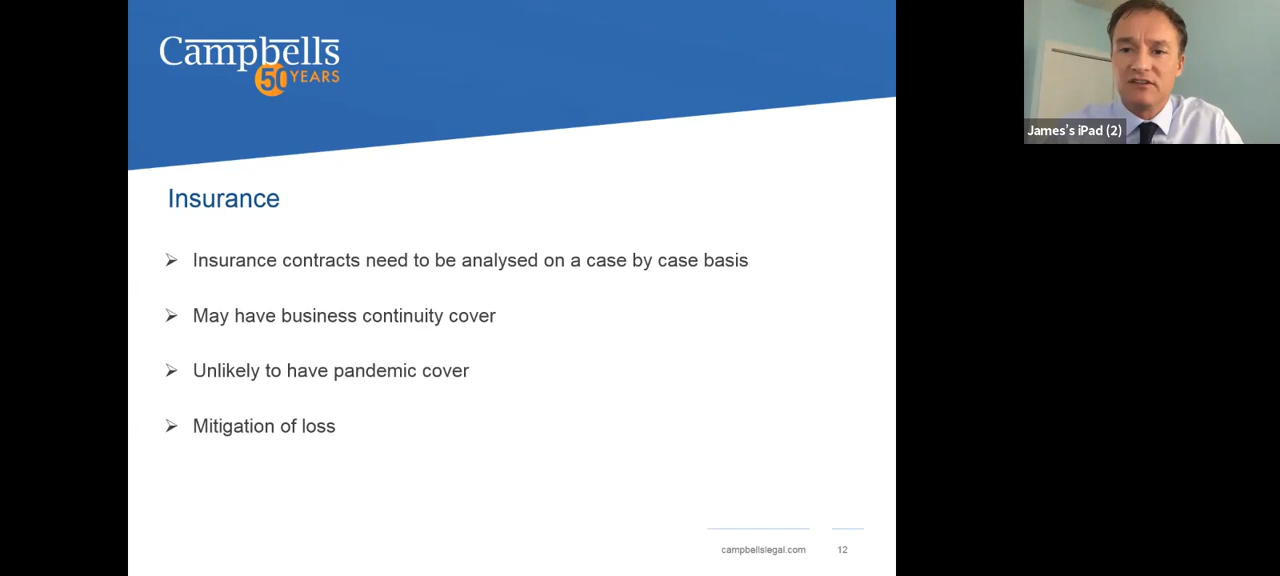 Campbells
50 YEARS
James's iPad (2)
Insurance
Insurance contracts need to be analysed on a case by case basis
May have business continuity cover
Unlikely to have pandemic cover
Mitigation of loss
campbellslegal.com
12